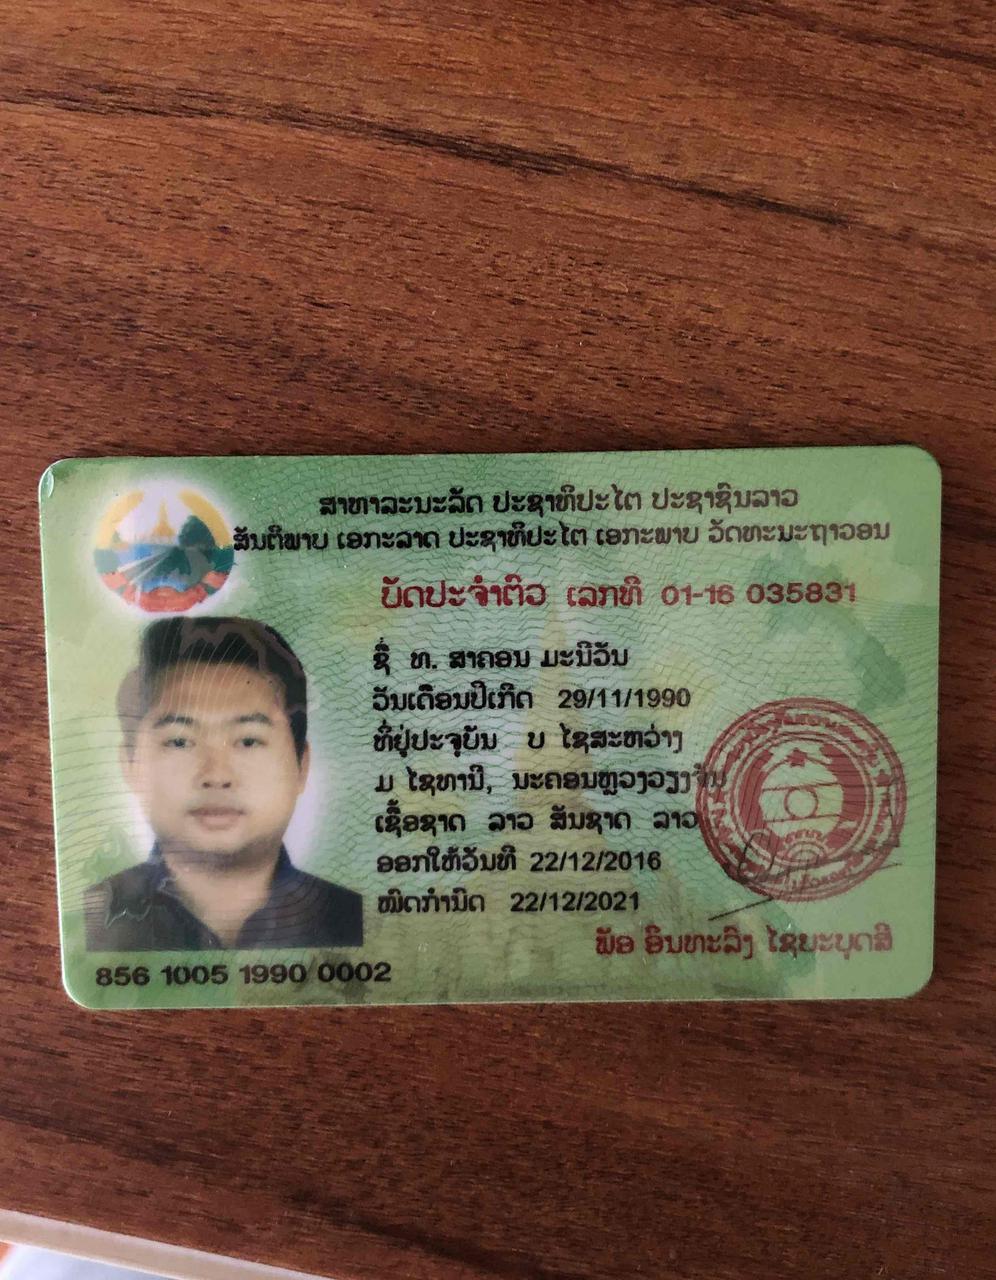 ສາທາລະນະລັດ ປະຊາທິປະໄຕ ປະຊາຊົນລາວ
ສັນຕິພາບ ເອກະລາດ ປະຊາທິປະໄຕ ເອກະພາບ ວັດທະນະຖາວອນ
ບັດປະຈຳຕົວ ເລກທີ 01-16 035831
ຊື່ ທ. ສາຄອນ ມະນີວັນ
ວັນເດືອນປີເກີດ 29/11/1990
ທີ່ຢູ່ປະຈຸບັນ ບ ໄຊສະຫວ່າງ
ມ ໄຊທານີ, ນະຄອນຫຼວງວຽງຈັນ
ເຊື້ອຊາດ ລາວ ສັນຊາດ ລາວ
ອອກໃຫ້ວັນທີ 22/12/2016
ໝົດກຳນົດ 22/12/2021
ພັອ ອິນທະລົງ ໄຊຍະບຸດສີ
856 1005 1990 0002